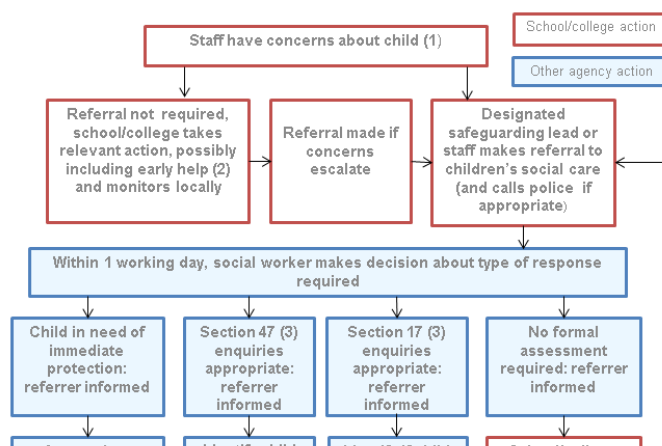 School/college action
Staff have concerns about child (1)
Other agency action
Referral not required,
school/college takes
relevant action, possibly
including early help (2)
and monitors locally
Referral made if
concerns
escalate
Designated
safeguarding lead or
staff makes referral to
children's social care
(and calls police if
appropriate)
Within 1 working day, social worker makes decision about type of response
required
Child in need of
immediate
protection:
referrer informed
Section 47 (3)
enquiries
appropriate:
referrer
informed
Section 17 (3)
enquiries
appropriate:
referrer
informed
No formal
assessment
required: referrer
informed